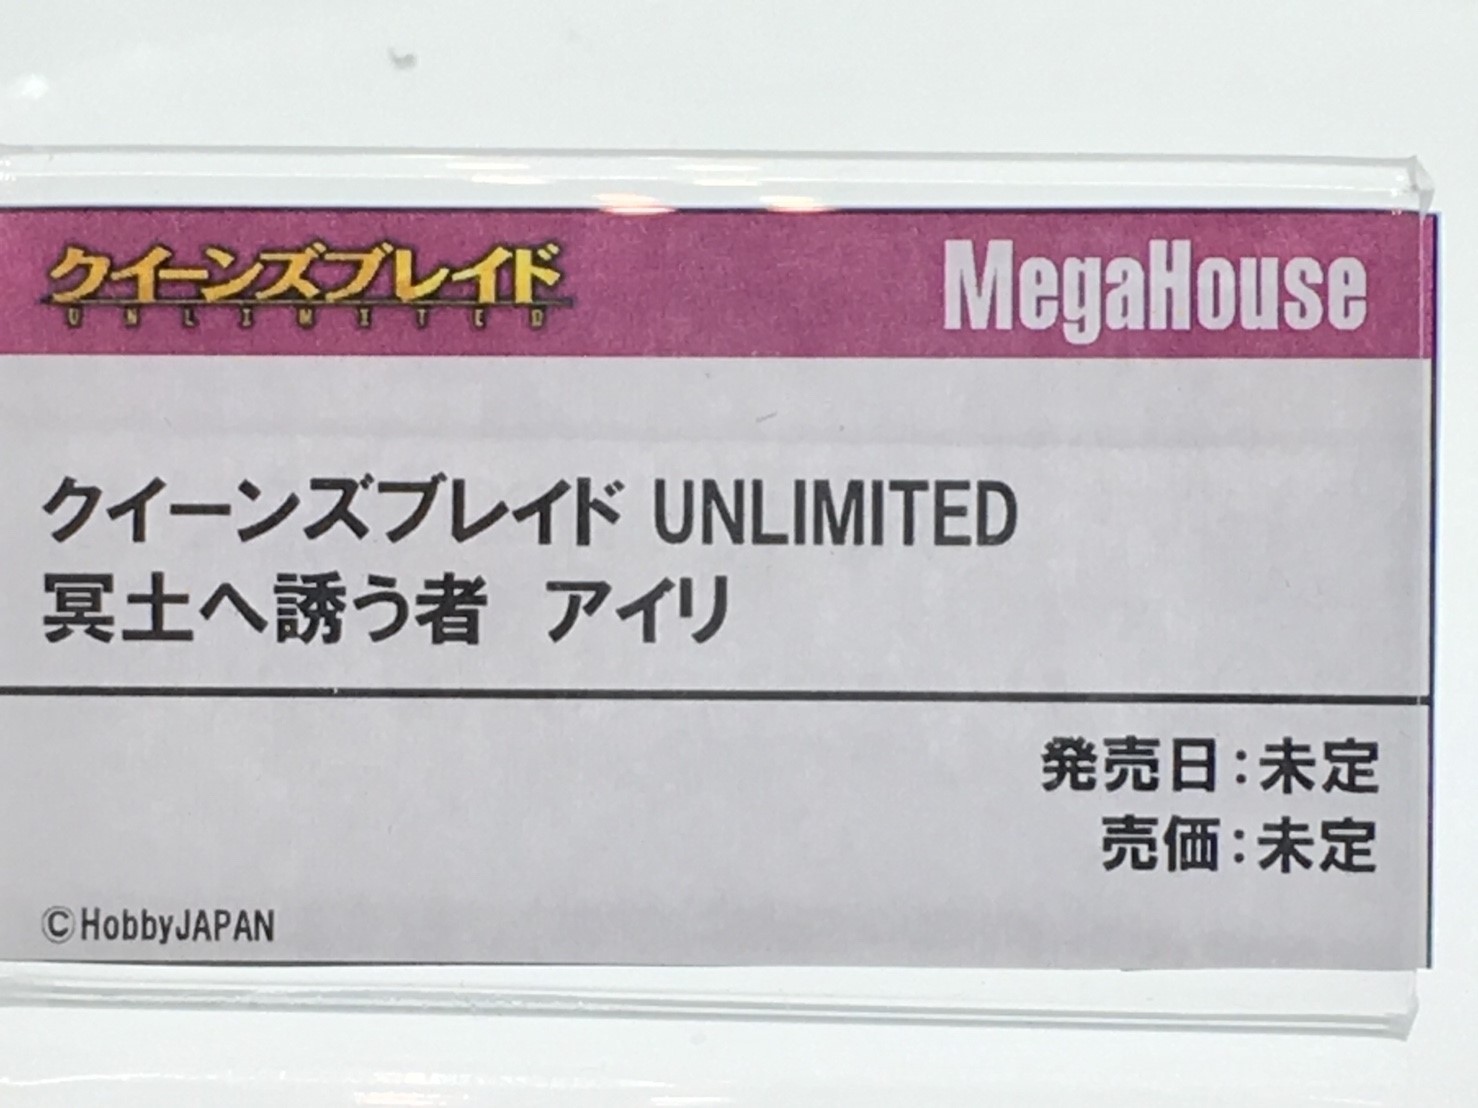 クイーンズブレイド
UNLIMITED
MegaHouse
クイーンズブレイド UNLIMITED
冥土へ誘う者　アイリ
発売日：未定
売価：未定
©HobbyJAPAN